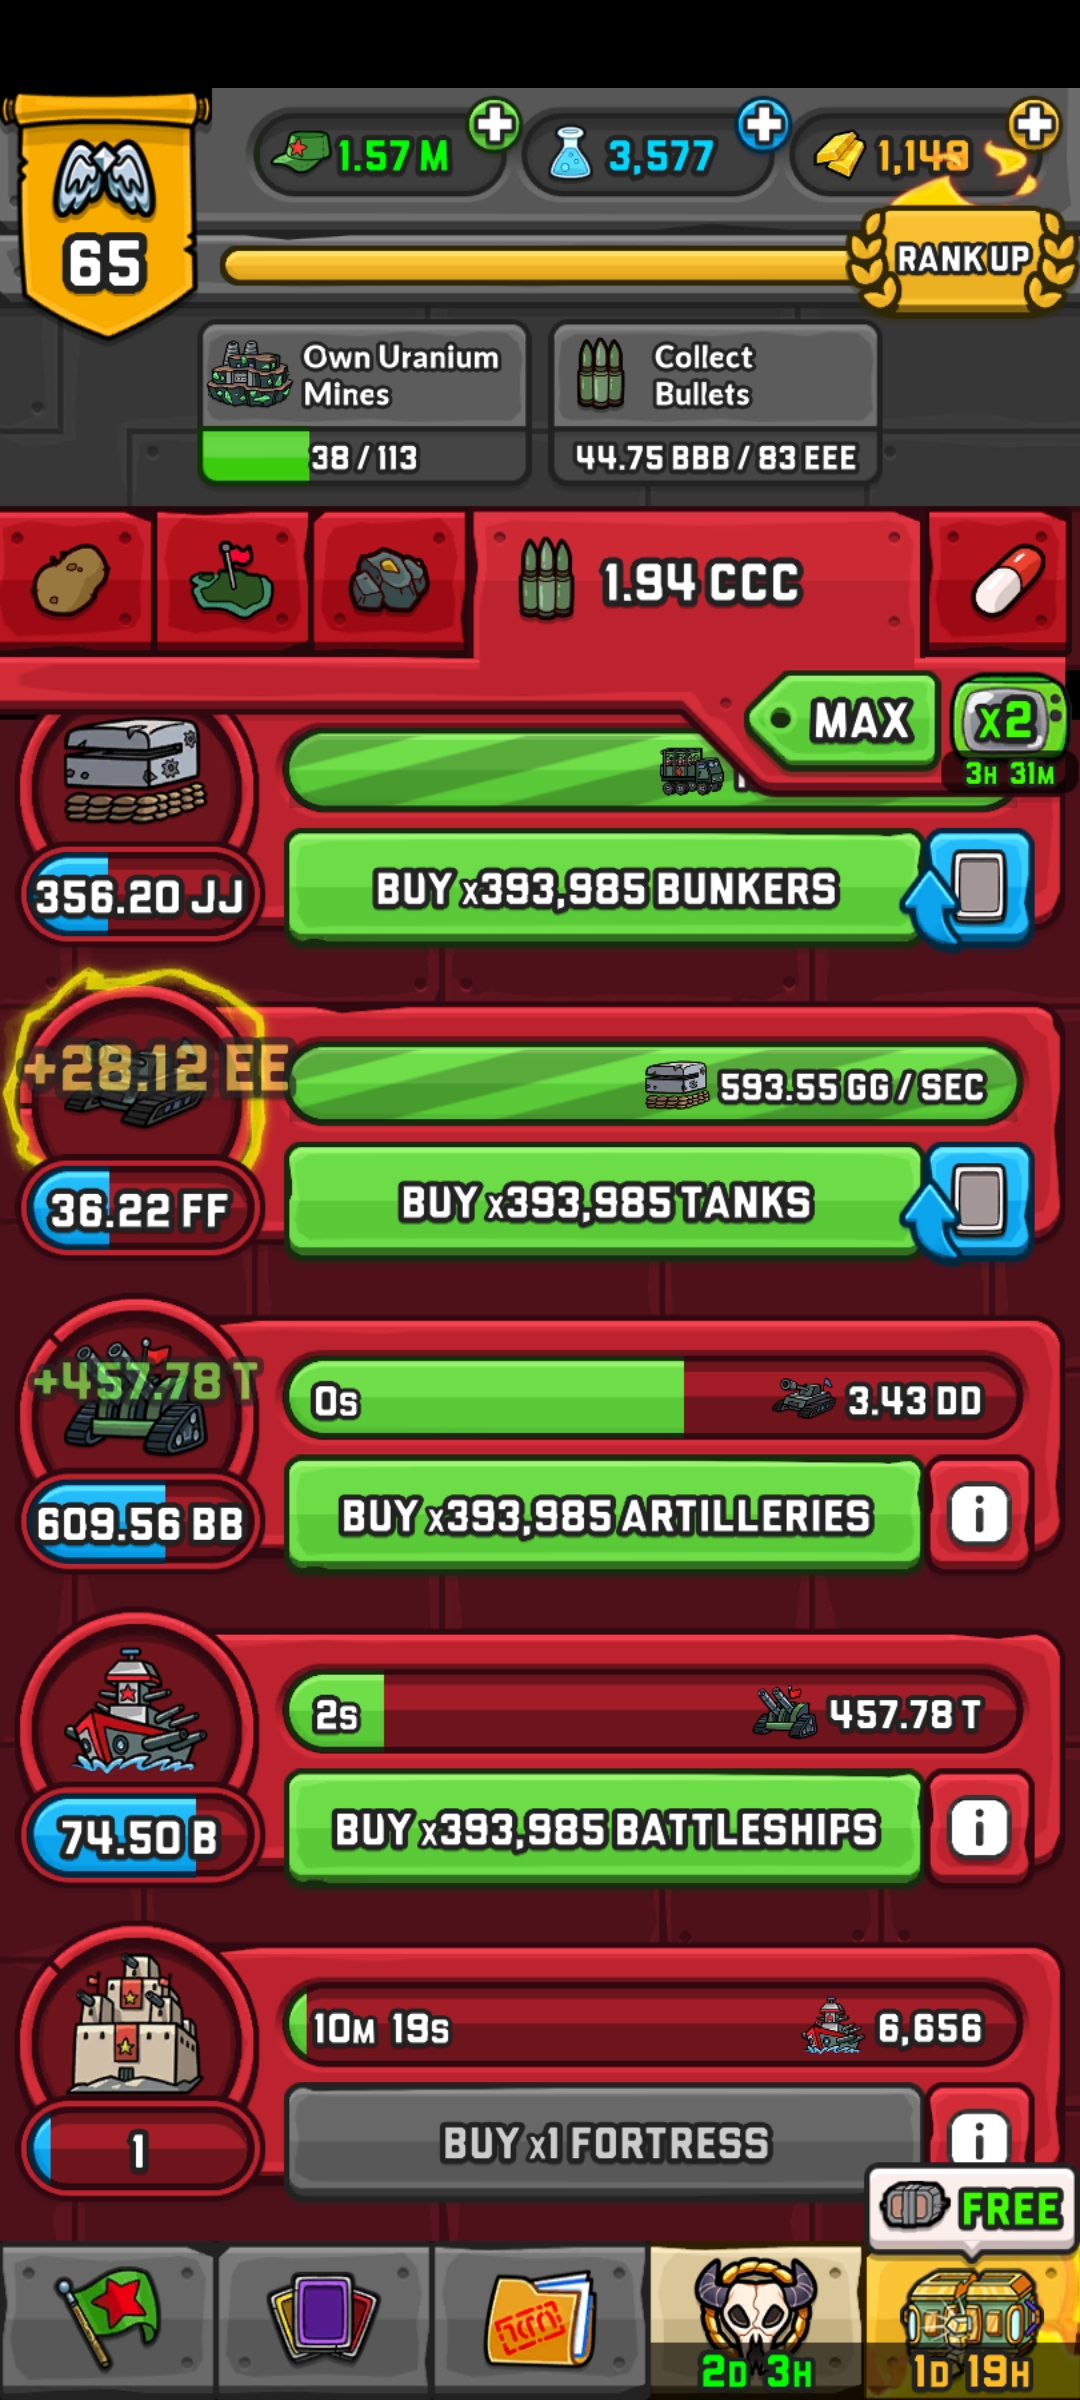 65
1.57 M
3,577
1,149
RANK UP
Own Uranium
Mines
38 / 113
Collect
Bullets
44.75 BBB / 83 EEE
1.94 CCC
MAX
x2
3H 31M
356.20 JJ
BUY x393,985 BUNKERS
+28.12 EE
593.55 GG / SEC
36.22 FF
BUY x393,985 TANKS
+457.78 T
0s
3.43 DD
609.56 BB
BUY x393,985 ARTILLERIES
i
2s
457.78 T
74.50 B
BUY x393,985 BATTLESHIPS
i
10M 19s
6,656
1
BUY x1 FORTRESS
i
FREE
2D 3H
1D 19H